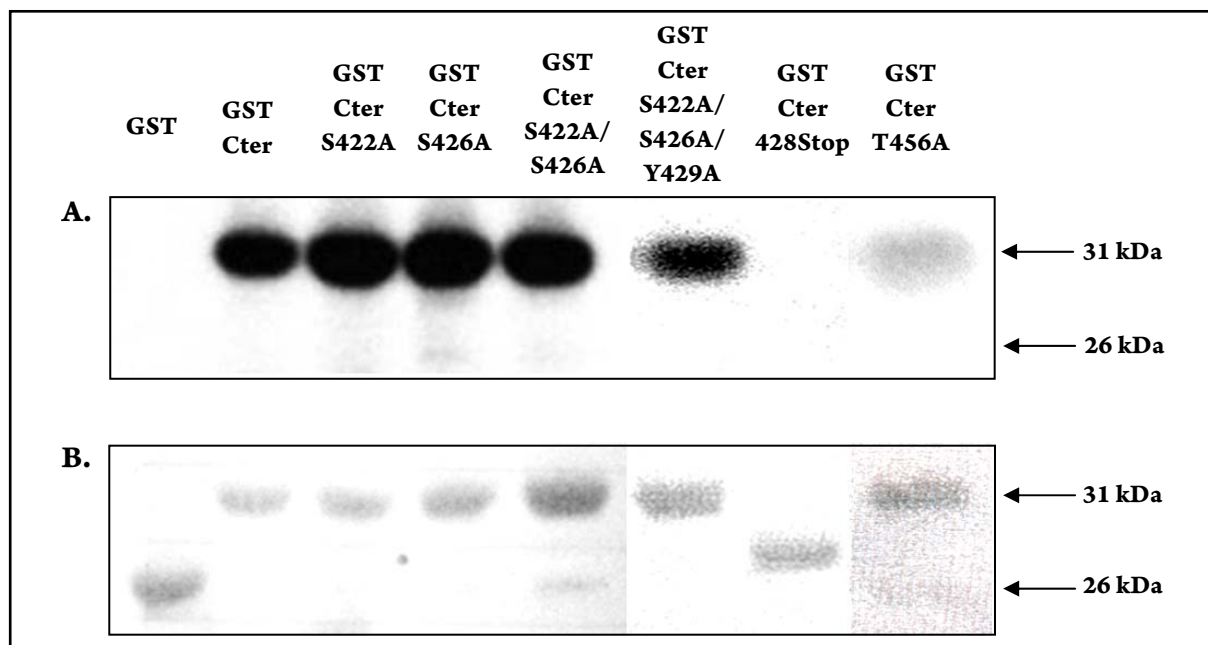 GST
GST
Cter
GST
Cter
S422A
GST
Cter
S426A
GST
Cter
S422A/
S426A
GST
Cter
S422A/
S426A/
Y429A
GST
Cter
428Stop
GST
Cter
T456A
A.
31 kDa
26 kDa
B.
31 kDa
26 kDa